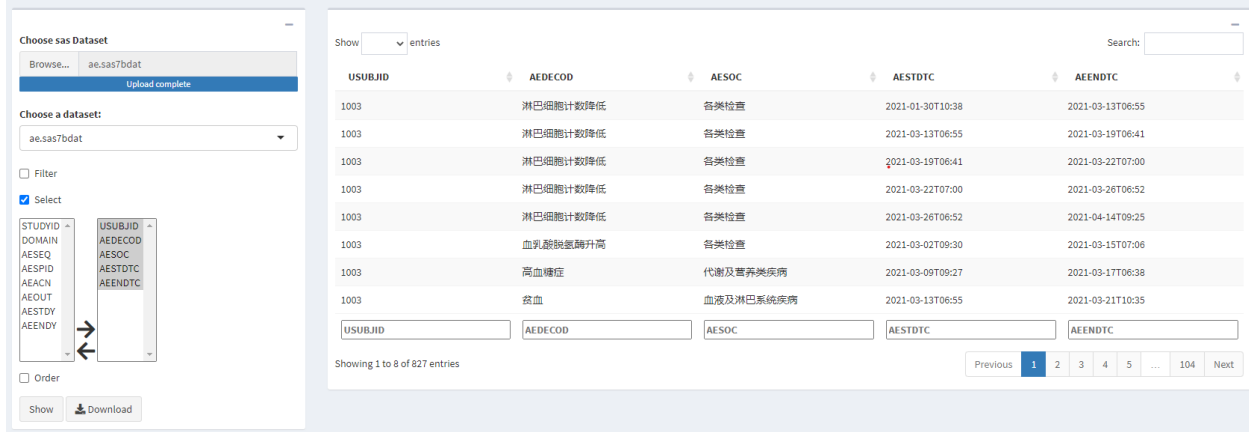 Choose sas Dataset
Browse... ae.sas7bdat
Upload complete
Choose a dataset:
ae.sas7bdat
Filter
Select
STUDYID
DOMAIN
AESEQ
AESPID
AEACN
AEOUT
AESTDY
AEENDY
USUBJID
AEDECOD
AESOC
AESTDTC
AEENDTC
Order
Show Download
Show entries Search:
USUBJID AEDECOD AESOC AESTDTC AEENDTC
1003 淋巴细胞计数降低 各类检查 2021-01-30T10:38 2021-03-13T06:55
1003 淋巴细胞计数降低 各类检查 2021-03-13T06:55 2021-03-19T06:41
1003 淋巴细胞计数降低 各类检查 2021-03-19T06:41 2021-03-22T07:00
1003 淋巴细胞计数降低 各类检查 2021-03-22T07:00 2021-03-26T06:52
1003 淋巴细胞计数降低 各类检查 2021-03-26T06:52 2021-04-14T09:25
1003 血乳酸脱氢酶升高 各类检查 2021-03-02T09:30 2021-03-15T07:06
1003 高血糖症 代谢及营养类疾病 2021-03-09T09:27 2021-03-17T06:38
1003 贫血 血液及淋巴系统疾病 2021-03-13T06:55 2021-03-21T10:35
USUBJID AEDECOD AESOC AESTDTC AEENDTC
Showing 1 to 8 of 827 entries Previous 1 2 3 4 5 ... 104 Next